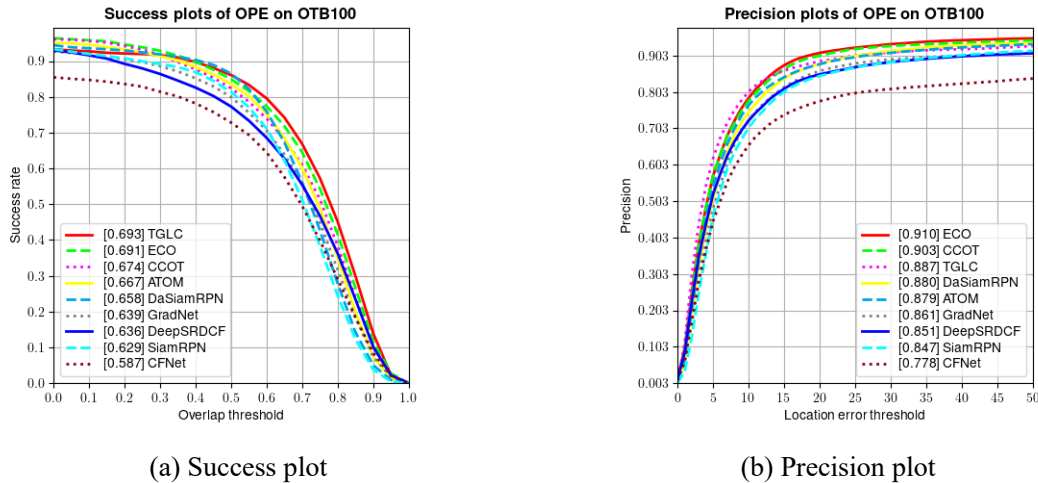 Success plots of OPE on OTB100
Success rate
0.9
0.8
0.7
0.6
0.5
0.4
0.3
0.2
0.1
0.0
[0.693] TGLC
[0.691] ECO
[0.674] CCOT
[0.667] ATOM
[0.658] DaSiamRPN
[0.639] GradNet
[0.636] DeepSRDCF
[0.629] SiamRPN
[0.587] CFNet
0.0 0.1 0.2 0.3 0.4 0.5 0.6 0.7 0.8 0.9 1.0
Overlap threshold
(a) Success plot
Precision plots of OPE on OTB100
Precision
0.903
0.803
0.703
0.603
0.503
0.403
0.303
0.203
0.103
0.003
[0.910] ECO
[0.903] CCOT
[0.887] TGLC
[0.880] DaSiamRPN
[0.879] ATOM
[0.861] GradNet
[0.851] DeepSRDCF
[0.847] SiamRPN
[0.778] CFNet
0 5 10 15 20 25 30 35 40 45 50
Location error threshold
(b) Precision plot